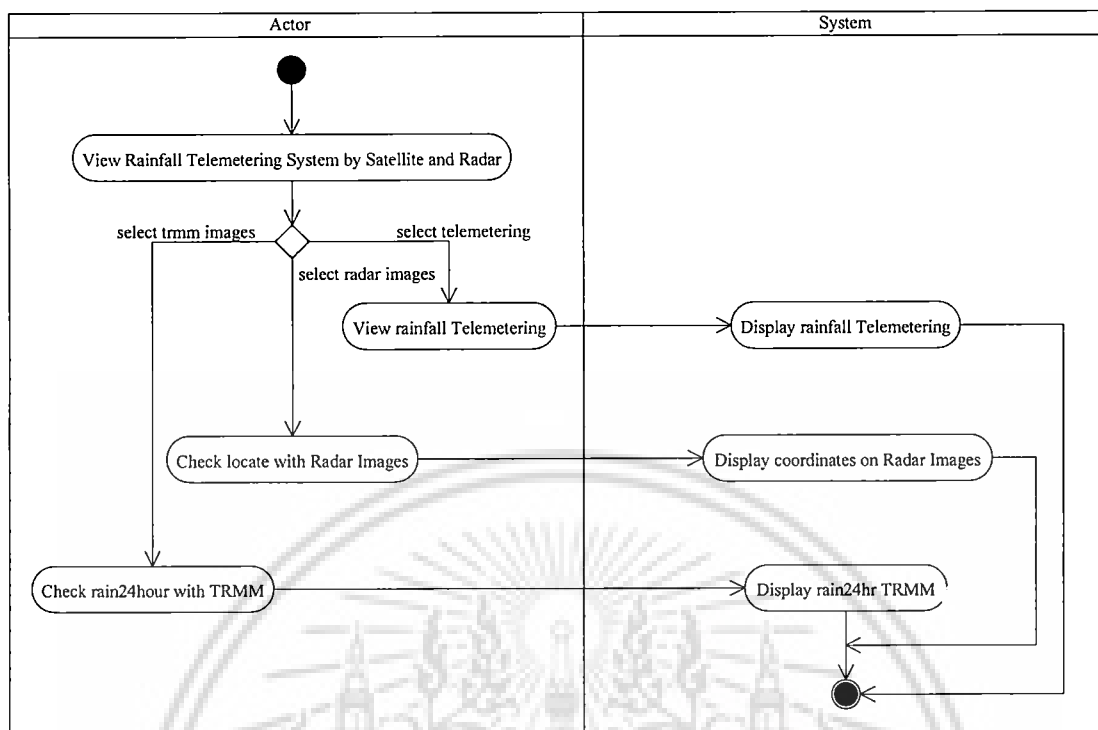 Actor
System
View Rainfall Telemetering System by Satellite and Radar
select trmm images
select telemetering
select radar images
View rainfall Telemetering
Display rainfall Telemetering
Check locate with Radar Images
Display coordinates on Radar Images
Check rain24hour with TRMM
Display rain24hr TRMM